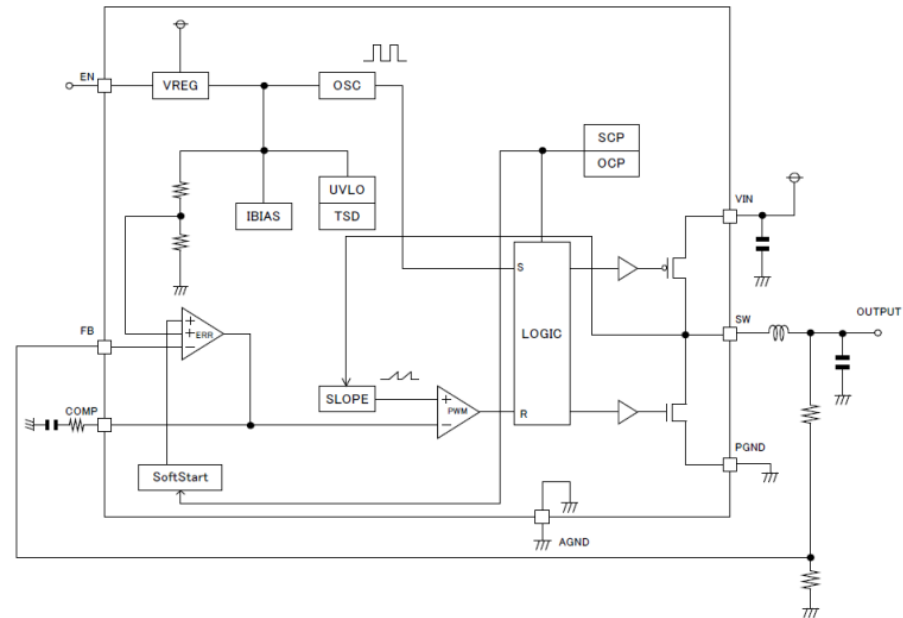 EN
VREG
OSC
SCP
OCP
UVLO
TSD
IBIAS
VIN
S
LOGIC
R
SW
OUTPUT
FB
+
+
ERR
−
SLOPE
+
PWM
−
COMP
PGND
SoftStart
AGND